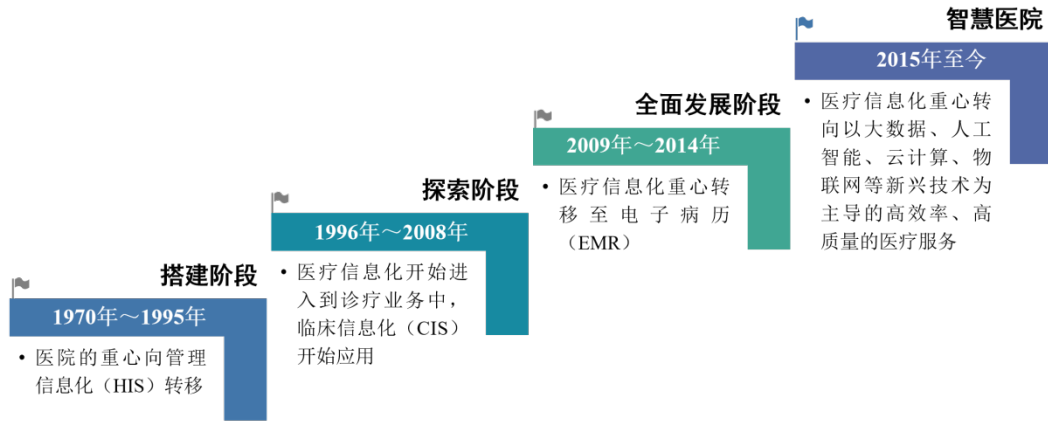 搭建阶段
1970年～1995年
• 医院的重心向管理
信息化（HIS）转移
探索阶段
1996年～2008年
• 医疗信息化开始进
入到诊疗业务中，
临床信息化（CIS）
开始应用
全面发展阶段
2009年～2014年
• 医疗信息化重心转
移至电子病历
（EMR）
智慧医院
2015年至今
• 医疗信息化重心转
向以大数据、人工
智能、云计算、物
联网等新兴技术为
主导的高效率、高
质量的医疗服务